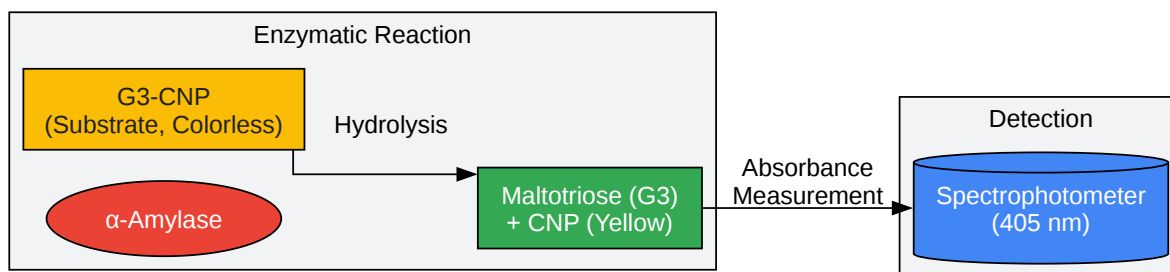 Enzymatic Reaction
G3-CNP
(Substrate, Colorless)
Hydrolysis
α-Amylase
Maltotriose (G3)
+ CNP (Yellow)
Absorbance
Measurement
Detection
Spectrophotometer
(405 nm)